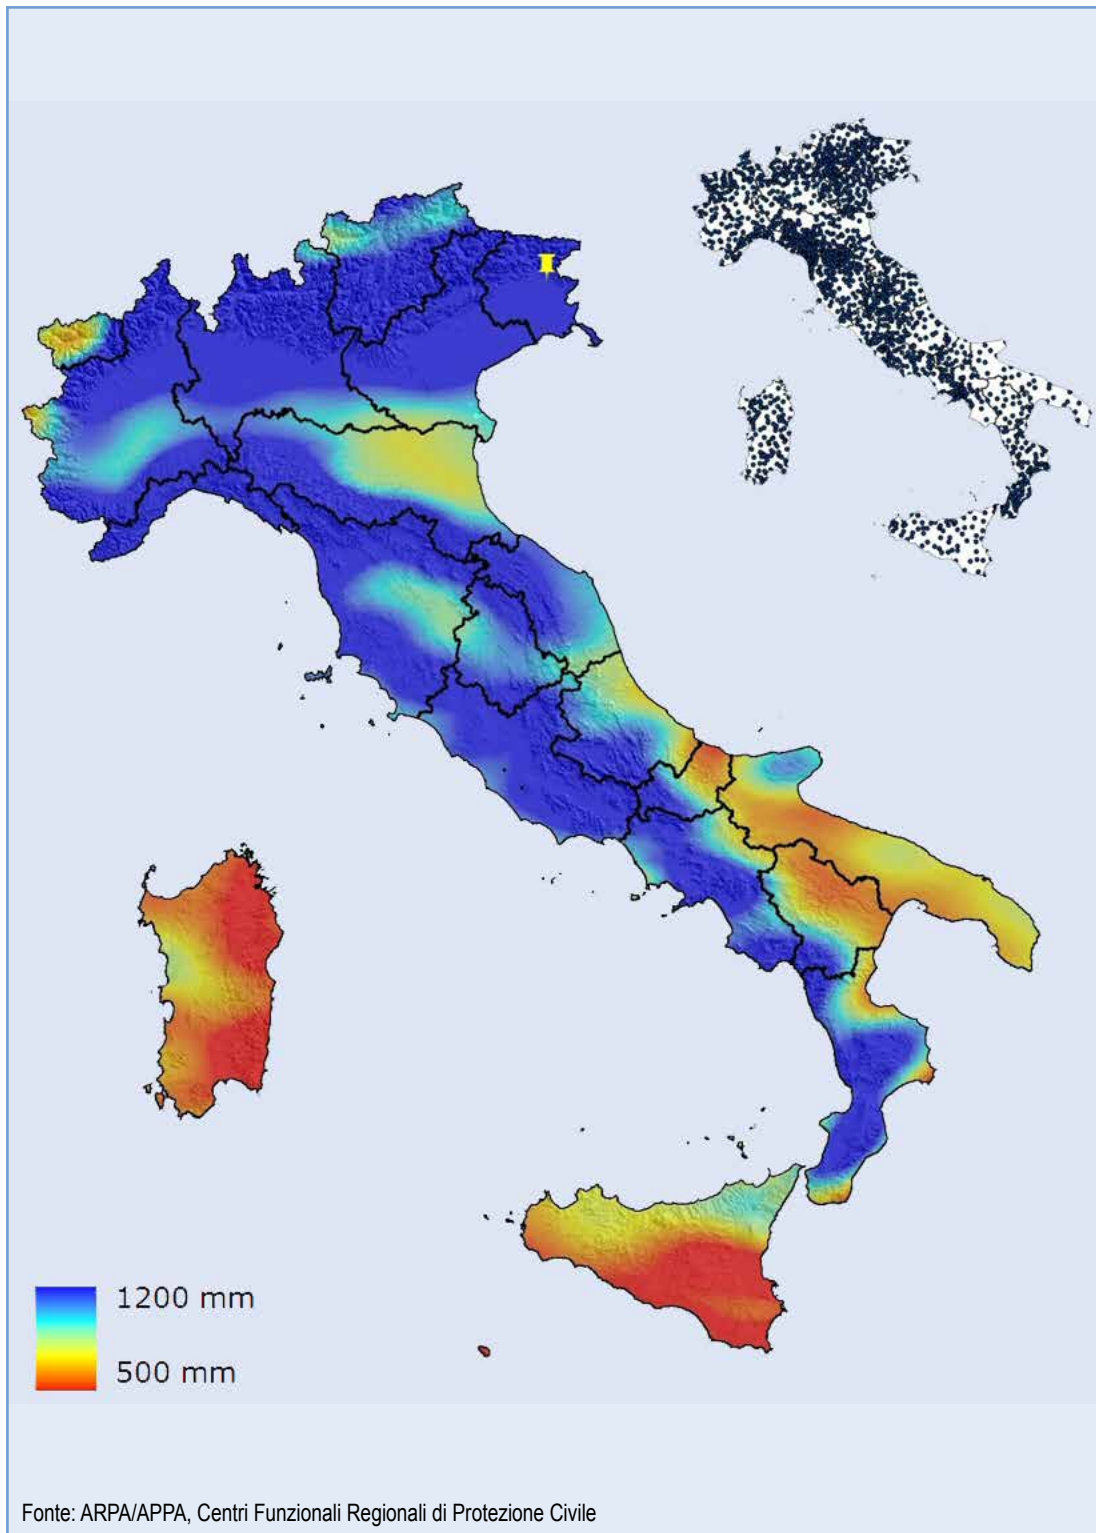 1200 mm
500 mm
Fonte: ARPA/APPA, Centri Funzionali Regionali di Protezione Civile